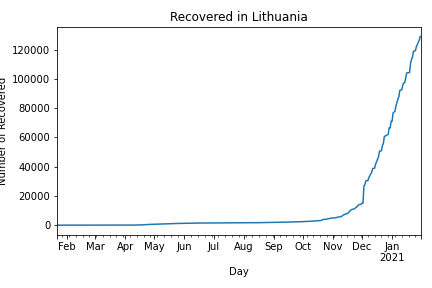 Recovered in Lithuania
Number of Recovered
120000
100000
80000
60000
40000
20000
0
Feb Mar Apr May Jun Jul Aug Sep Oct Nov Dec Jan
2021
Day